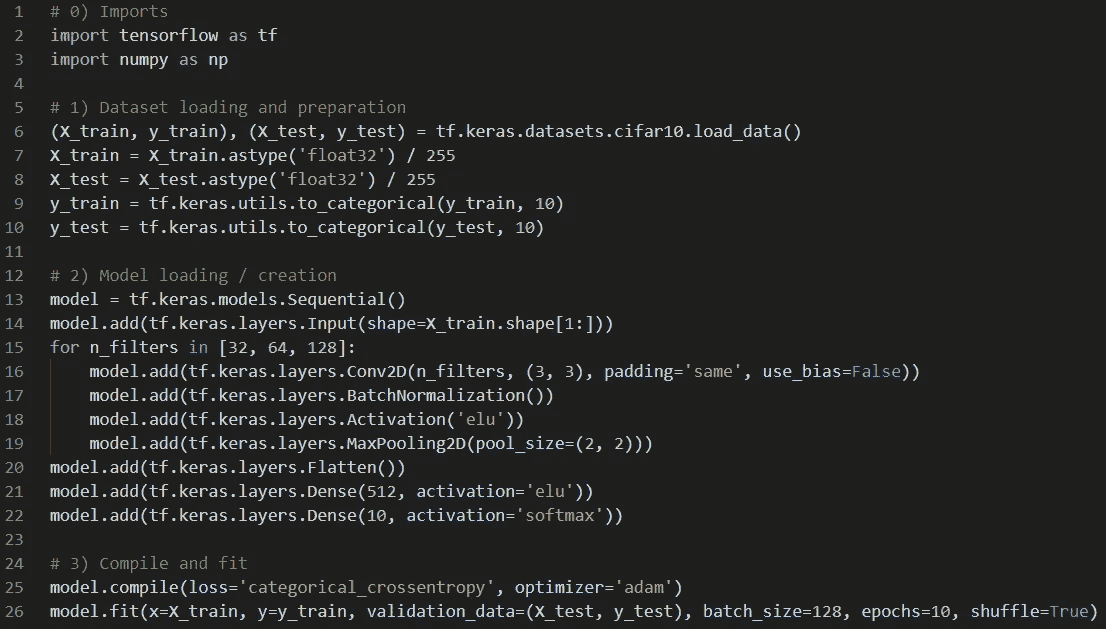 1 # 0) Imports
2 import tensorflow as tf
3 import numpy as np
4
5 # 1) Dataset loading and preparation
6 (X_train, y_train), (X_test, y_test) = tf.keras.datasets.cifar10.load_data()
7 X_train = X_train.astype('float32') / 255
8 X_test = X_test.astype('float32') / 255
9 y_train = tf.keras.utils.to_categorical(y_train, 10)
10 y_test = tf.keras.utils.to_categorical(y_test, 10)
11
12 # 2) Model loading / creation
13 model = tf.keras.models.Sequential()
14 model.add(tf.keras.layers.Input(shape=X_train.shape[1:]))
15 for n_filters in [32, 64, 128]:
16     model.add(tf.keras.layers.Conv2D(n_filters, (3, 3), padding='same', use_bias=False))
17     model.add(tf.keras.layers.BatchNormalization())
18     model.add(tf.keras.layers.Activation('elu'))
19     model.add(tf.keras.layers.MaxPooling2D(pool_size=(2, 2)))
20 model.add(tf.keras.layers.Flatten())
21 model.add(tf.keras.layers.Dense(512, activation='elu'))
22 model.add(tf.keras.layers.Dense(10, activation='softmax'))
23
24 # 3) Compile and fit
25 model.compile(loss='categorical_crossentropy', optimizer='adam')
26 model.fit(x=X_train, y=y_train, validation_data=(X_test, y_test), batch_size=128, epochs=10, shuffle=True)